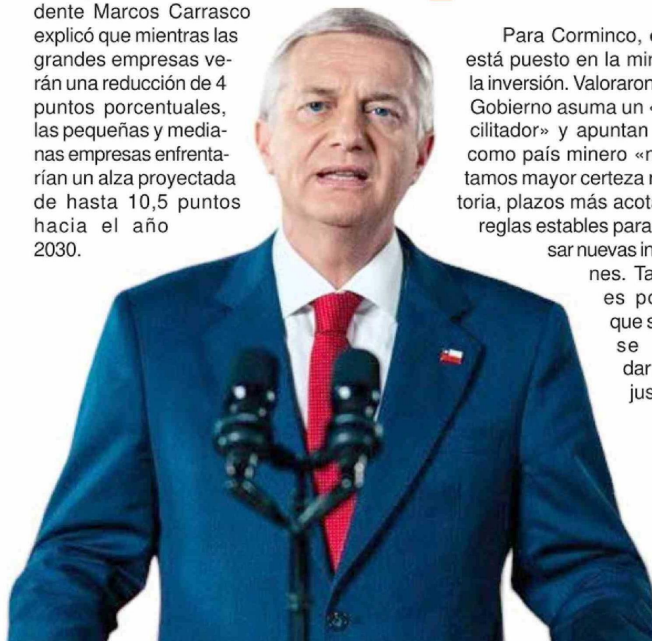 dente Marcos Carrasco
explicó que mientras las
grandes empresas ve-
rán una reducción de 4
puntos porcentuales,
las pequeñas y media-
nas empresas enfrenta-
rían un alza proyectada
de hasta 10,5 puntos
hacia el año
2030.
Para Corminco,
está puesto en la
la inversión. Valoraron
Gobierno asuma un
cilitador» y apuntan
como país minero
tamos mayor certeza
toria, plazos más
reglas estables para
sar nuevas
nes.
es
que
se